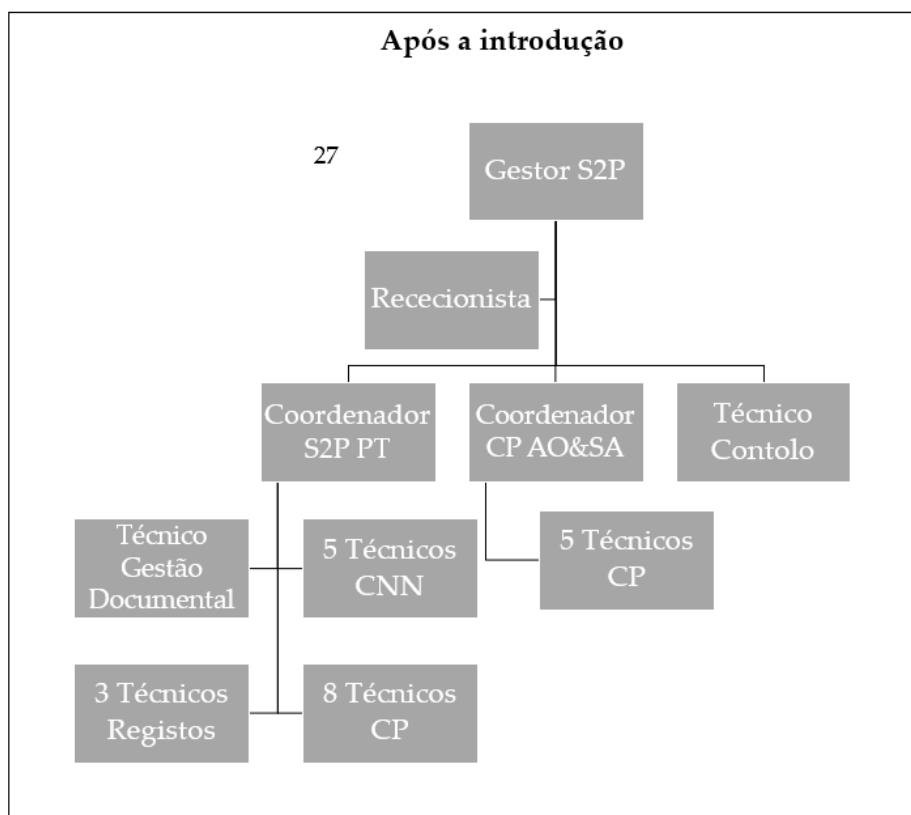 Após a introdução
27
Gestor S2P
Rececionista
Coordenador
S2P PT
Coordenador
CP AO&SA
Técnico
Contolo
Técnico
Gestão
Documental
5 Técnicos
CNN
5 Técnicos
CP
3 Técnicos
Registos
8 Técnicos
CP